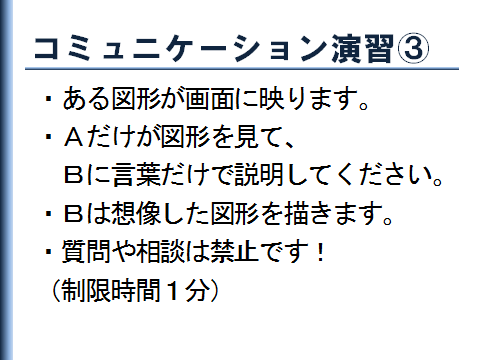 コミュニケーション演習③
・ある図形が画面に映ります。
・Ａだけが図形を見て、
Ｂに言葉だけで説明してください。
・Ｂは想像した図形を描きます。
・質問や相談は禁止です！
（制限時間１分）